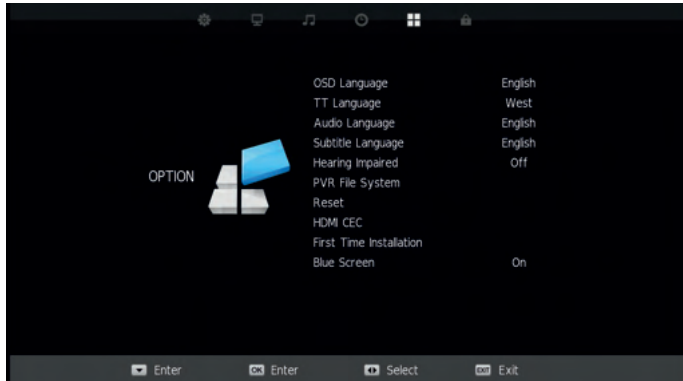 OPTION
OSD Language English
TT Language West
Audio Language English
Subtitle Language English
Hearing Impaired Off
PVR File System
Reset
HDMI CEC
First Time Installation
Blue Screen On
Enter OK Enter Select EXIT Exit